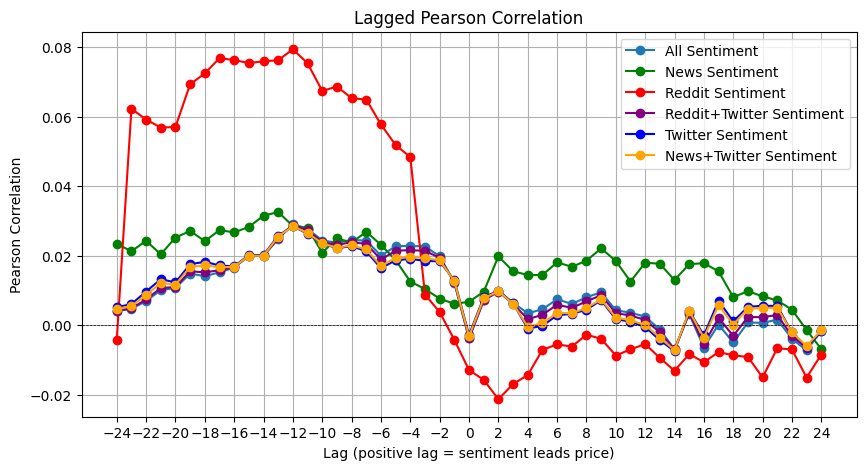 Lagged Pearson Correlation
All Sentiment
News Sentiment
Reddit Sentiment
Reddit+Twitter Sentiment
Twitter Sentiment
News+Twitter Sentiment
Pearson Correlation
0.08
0.06
0.04
0.02
0.00
−0.02
−24 −22 −20 −18 −16 −14 −12 −10 −8 −6 −4 −2 0 2 4 6 8 10 12 14 16 18 20 22 24
Lag (positive lag = sentiment leads price)